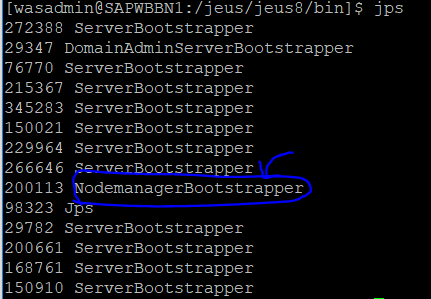 [wasadmin@SAPWBBN1:/jeus/jeus8/bin]$ jps
272388 ServerBootstrapper
29347 DomainAdminServerBootstrapper
76770 ServerBootstrapper
215367 ServerBootstrapper
345283 ServerBootstrapper
150021 ServerBootstrapper
229964 ServerBootstrapper
266646 ServerBootstrapper
200113 NodemanagerBootstrapper
98323 Jps
29782 ServerBootstrapper
200661 ServerBootstrapper
168761 ServerBootstrapper
150910 ServerBootstrapper